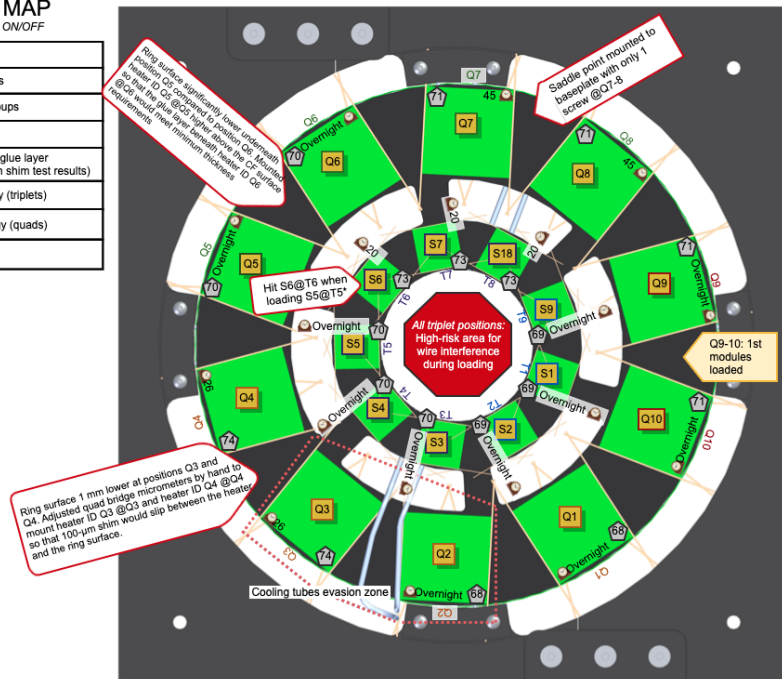 MAP
ON/OFF
s
ups
glue layer
n shim test results)
y (triplets)
gy (quads)
Ring surface significantly lower underneath
position Q5 compared to position Q6. Mounted
heater ID Q5 @Q5 higher above the CF surface
so that the glue layer beneath heater ID Q6
@Q6 would meet minimum thickness
requirements
Saddle point mounted to
baseplate with only 1
screw @Q7-8
Q7
71
45
Q7
Q6
Overnight
70
Q6
Q8
71
45
Q8
Q5
Overnight
70
Q5
20
20
20
S7
73
T7
S18
73
T8
S6
73
T6
Hit S6@T6 when
loading S5@T5*
Q9
71
Overnight
Q9
S9
69
T9
Overnight
Overnight
S5
70
T5
All triplet positions:
High-risk area for
wire interference
during loading
Q9-10: 1st
modules
loaded
S1
69
T1
Overnight
Q4
26
74
Q4
S4
70
T4
Overnight
S3
70
T3
Overnight
S2
69
T2
Overnight
Q10
71
Overnight
Q10
Ring surface 1 mm lower at positions Q3 and
Q4. Adjusted quad bridge micrometers by hand to
mount heater ID Q3 @Q3 and heater ID Q4 @Q4
so that 100-μm shim would slip between the heater
and the ring surface.
Q3
26
74
Q3
Q1
68
Overnight
Q1
Q2
Overnight
68
Q2
Cooling tubes evasion zone